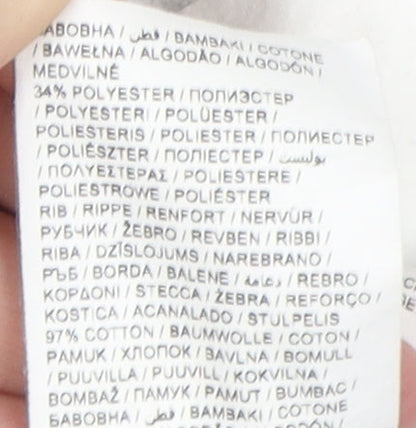 БАВОВНА / قطن / BAMBAKI / COTONE
/ BAWEŁNA / ALGODÃO / ALGODÓN /
MEDVILNĖ
34% POLYESTER / ПОЛИЭСТЕР
/ POLYESTERI / POLÜESTER /
POLIESTERIS / POLIESTER / ПОЛИЕСТЕР
/ POLIÉSZTER / ПОЛІЕСТЕР / بوليستر
/ ΠΟΛΥΕΣΤΕΡΑΣ / POLIESTERE /
POLIESTROWE / POLIÉSTER
RIB / RIPPE / RENFORT / NERVÚR /
РУБЧИК / ŽEBRO / REVBEN / RIBBI /
RIBA / DZĪSLOJUMS / NAREBRANO /
РЪБ / BORDA / BALENE / دعامة / REBRO /
ΚΟΡΔΟΝΙ / STECCA / ŻEBRA / REFORÇO /
KOSTICA / ACANALADO / STULPELIS
97% COTTON / BAUMWOLLE / COTON /
PAMUK / ХЛОПОК / BAVLNA / BOMULL
/ PUUVILLA / PUUVILL / KOKVILNA /
BOMBAŽ / ПАМУК / PAMUT / BUMBAC /
БАВОВНА / قطن / BAMBAKI / COTONE